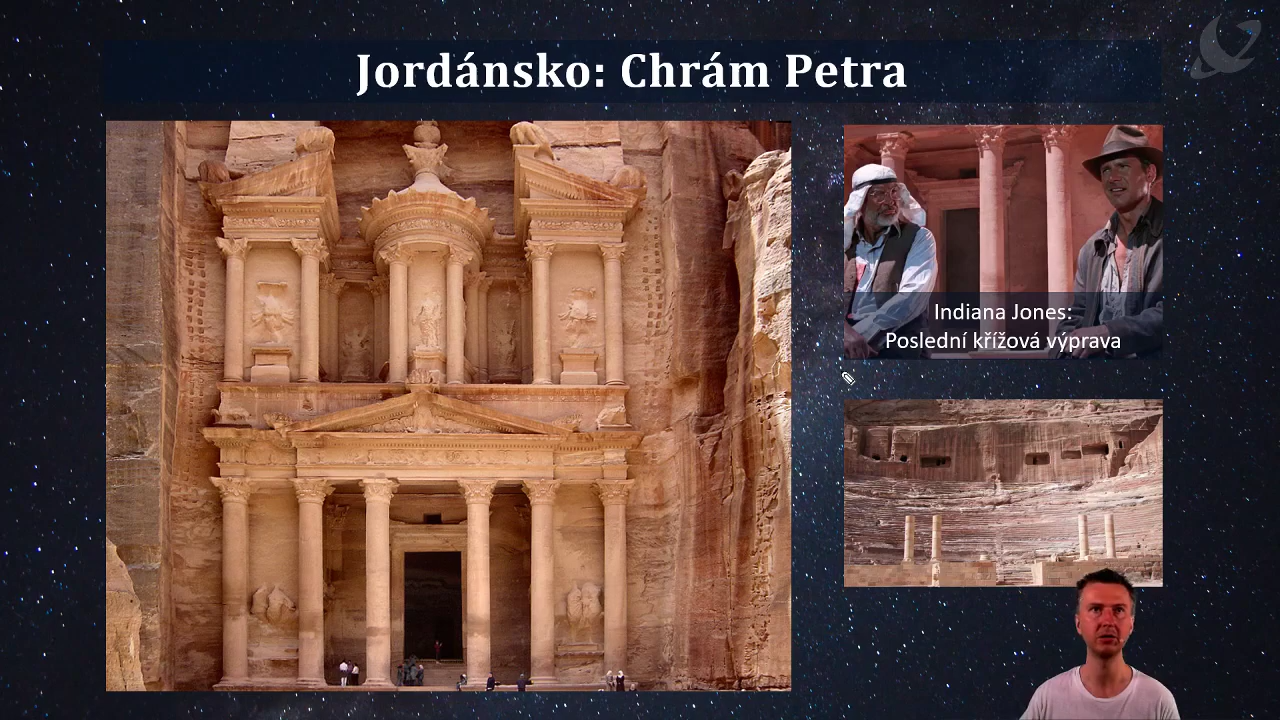 Jordánsko: Chrám Petra
Indiana Jones:
Poslední křížová výprava